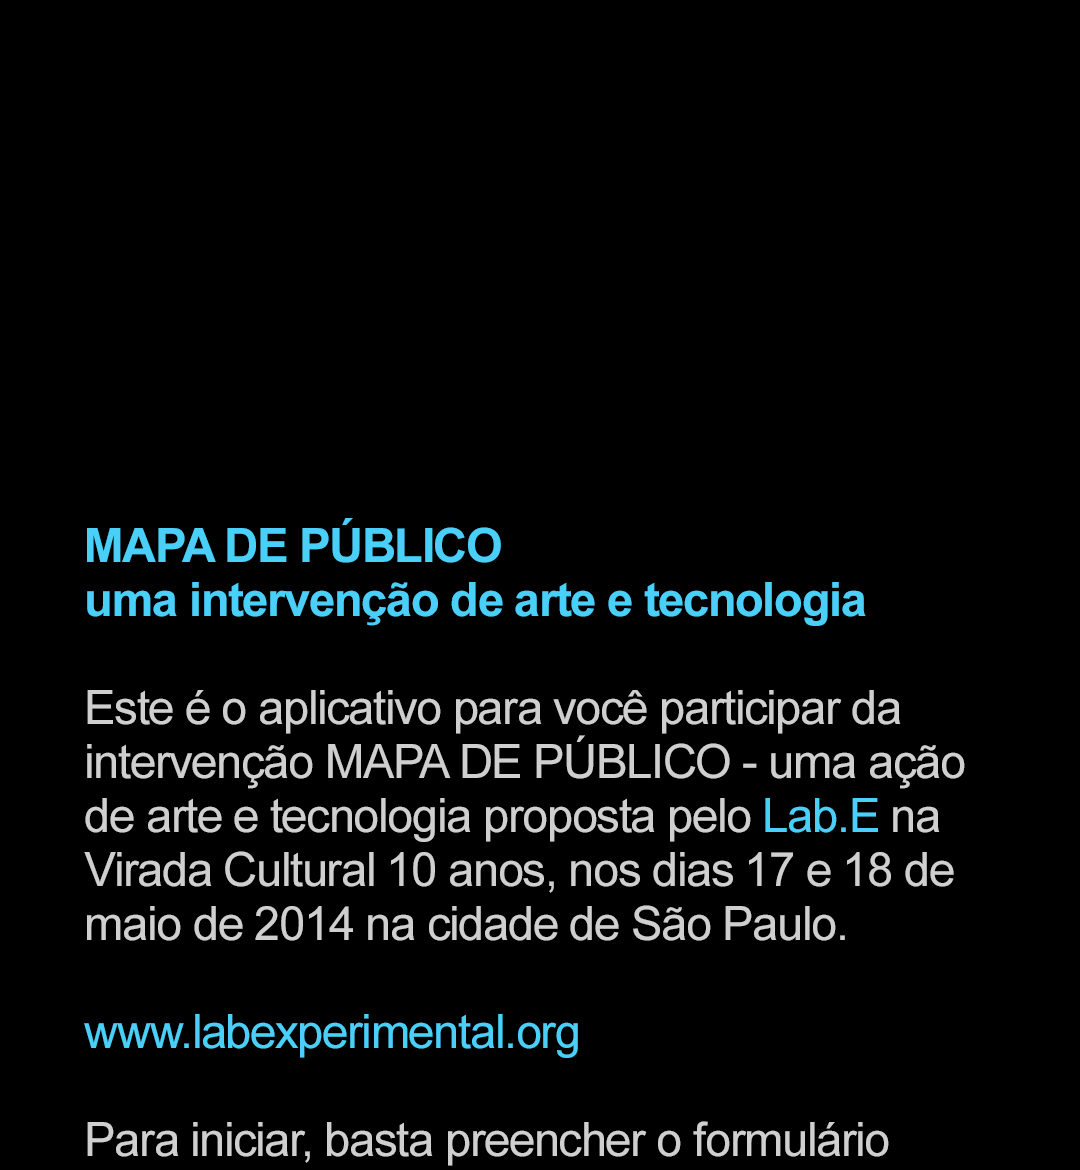 MAPA DE PÚBLICO
uma intervenção de arte e tecnologia
Este é o aplicativo para você participar da
intervenção MAPA DE PÚBLICO - uma ação
de arte e tecnologia proposta pelo Lab.E na
Virada Cultural 10 anos, nos dias 17 e 18 de
maio de 2014 na cidade de São Paulo.
www.labexperimental.org
Para iniciar, basta preencher o formulário